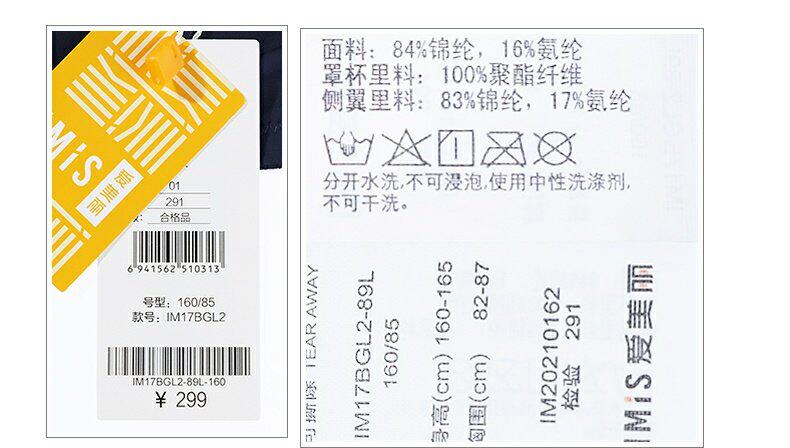 IMiS
爱美丽
01
291
合格品
6 941562 510313
号型: 160/85
款号: IM17BGL2
IM17BGL2-89L-160
¥ 299
面料: 84%锦纶, 16%氨纶
罩杯里料: 100%聚酯纤维
侧翼里料: 83%锦纶, 17%氨纶
分开水洗,不可浸泡,使用中性洗涤剂,
不可干洗。
可撕除 TEAR AWAY
IM17BGL2-89L
160/85
身高(cm) 160-165
胸围(cm) 82-87
IM20210162
检验 291
IMiS 爱美丽